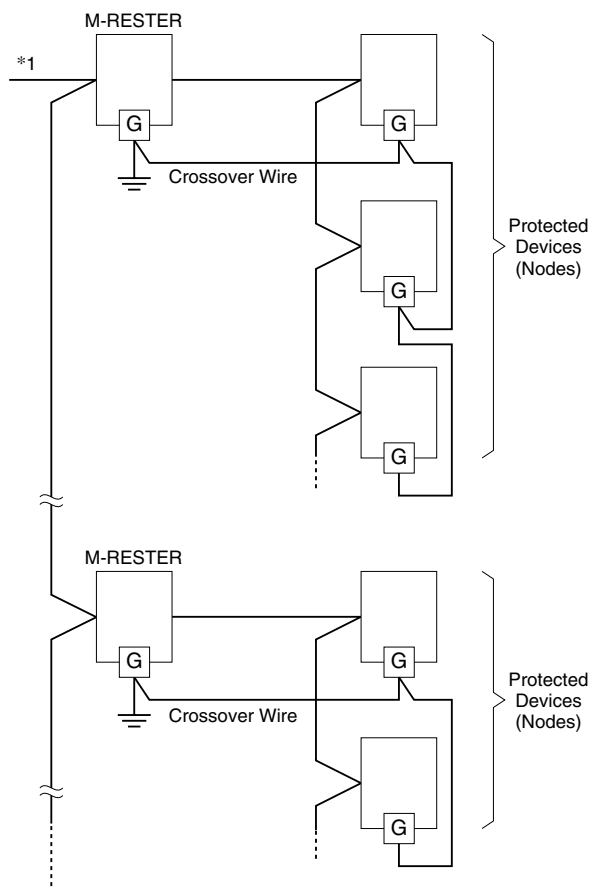 M-RESTER
*1
G
G
Crossover Wire
Protected
Devices
(Nodes)
G
G
M-RESTER
G
G
Crossover Wire
Protected
Devices
(Nodes)
G